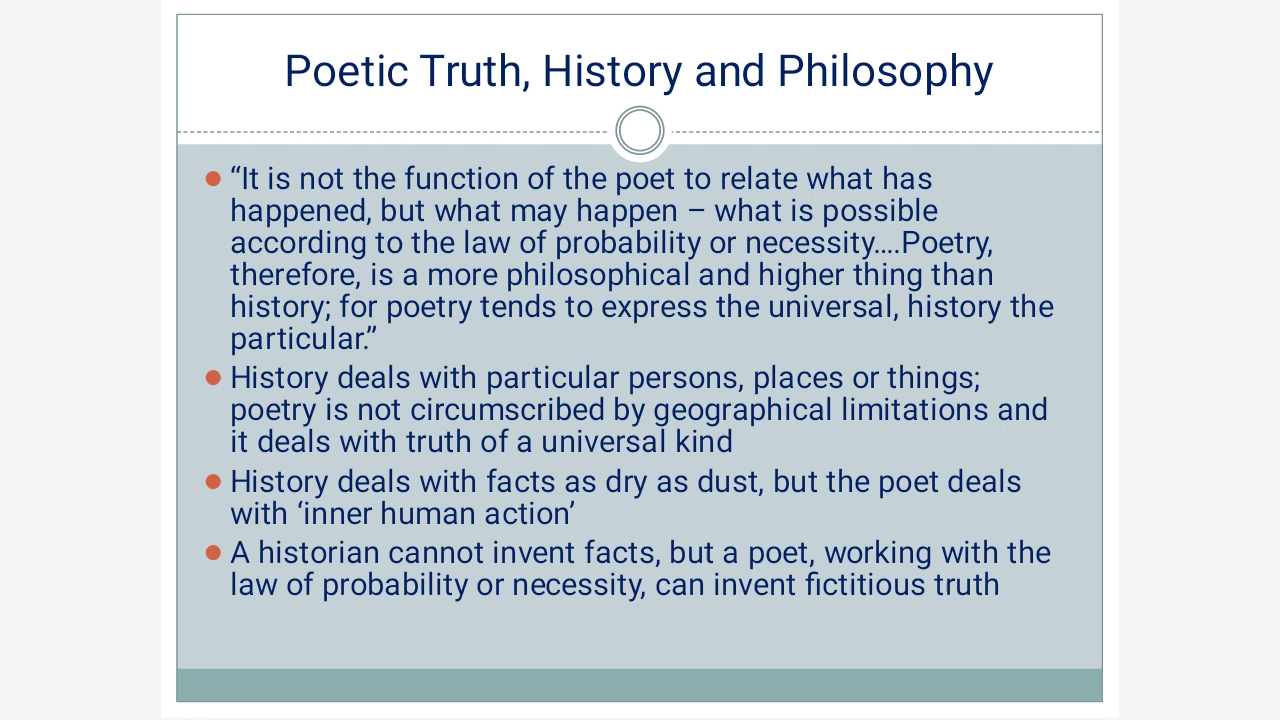 Poetic Truth, History and Philosophy
“It is not the function of the poet to relate what has
happened, but what may happen – what is possible
according to the law of probability or necessity….Poetry,
therefore, is a more philosophical and higher thing than
history; for poetry tends to express the universal, history the
particular.”
History deals with particular persons, places or things;
poetry is not circumscribed by geographical limitations and
it deals with truth of a universal kind
History deals with facts as dry as dust, but the poet deals
with ‘inner human action’
A historian cannot invent facts, but a poet, working with the
law of probability or necessity, can invent fictitious truth